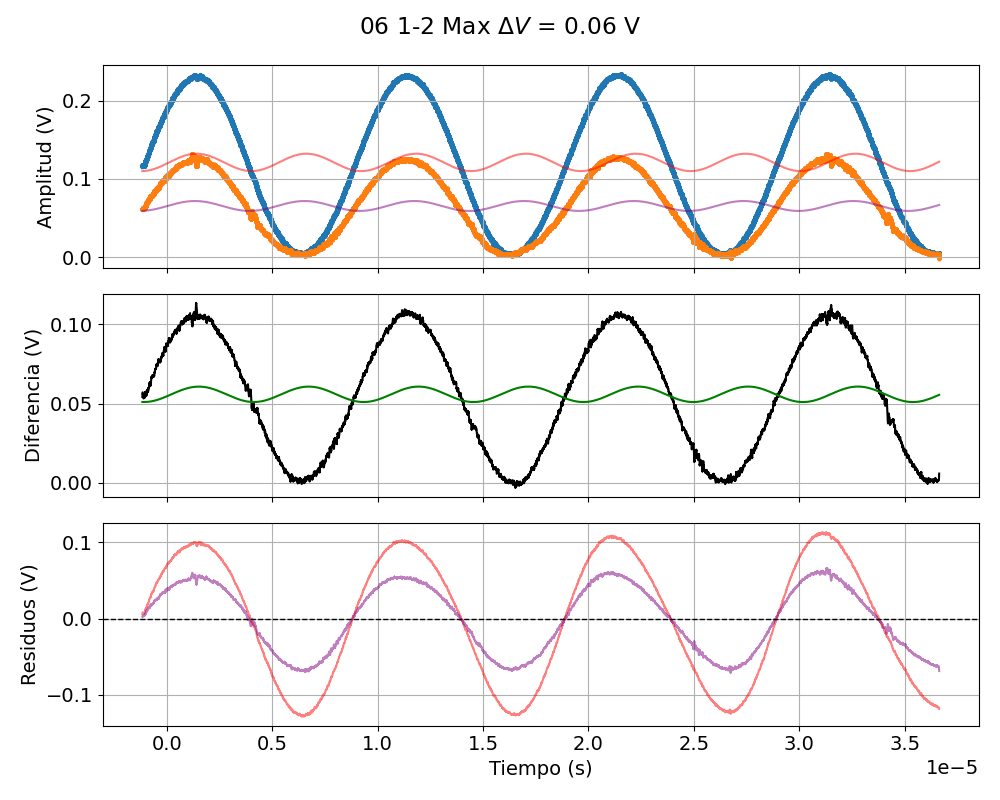 06 1-2 Max ΔV = 0.06 V
Amplitud (V)
0.2
0.1
0.0
Diferencia (V)
0.10
0.05
0.00
Residuos (V)
0.1
0.0
−0.1
0.0 0.5 1.0 1.5 2.0 2.5 3.0 3.5
Tiempo (s)
1e−5